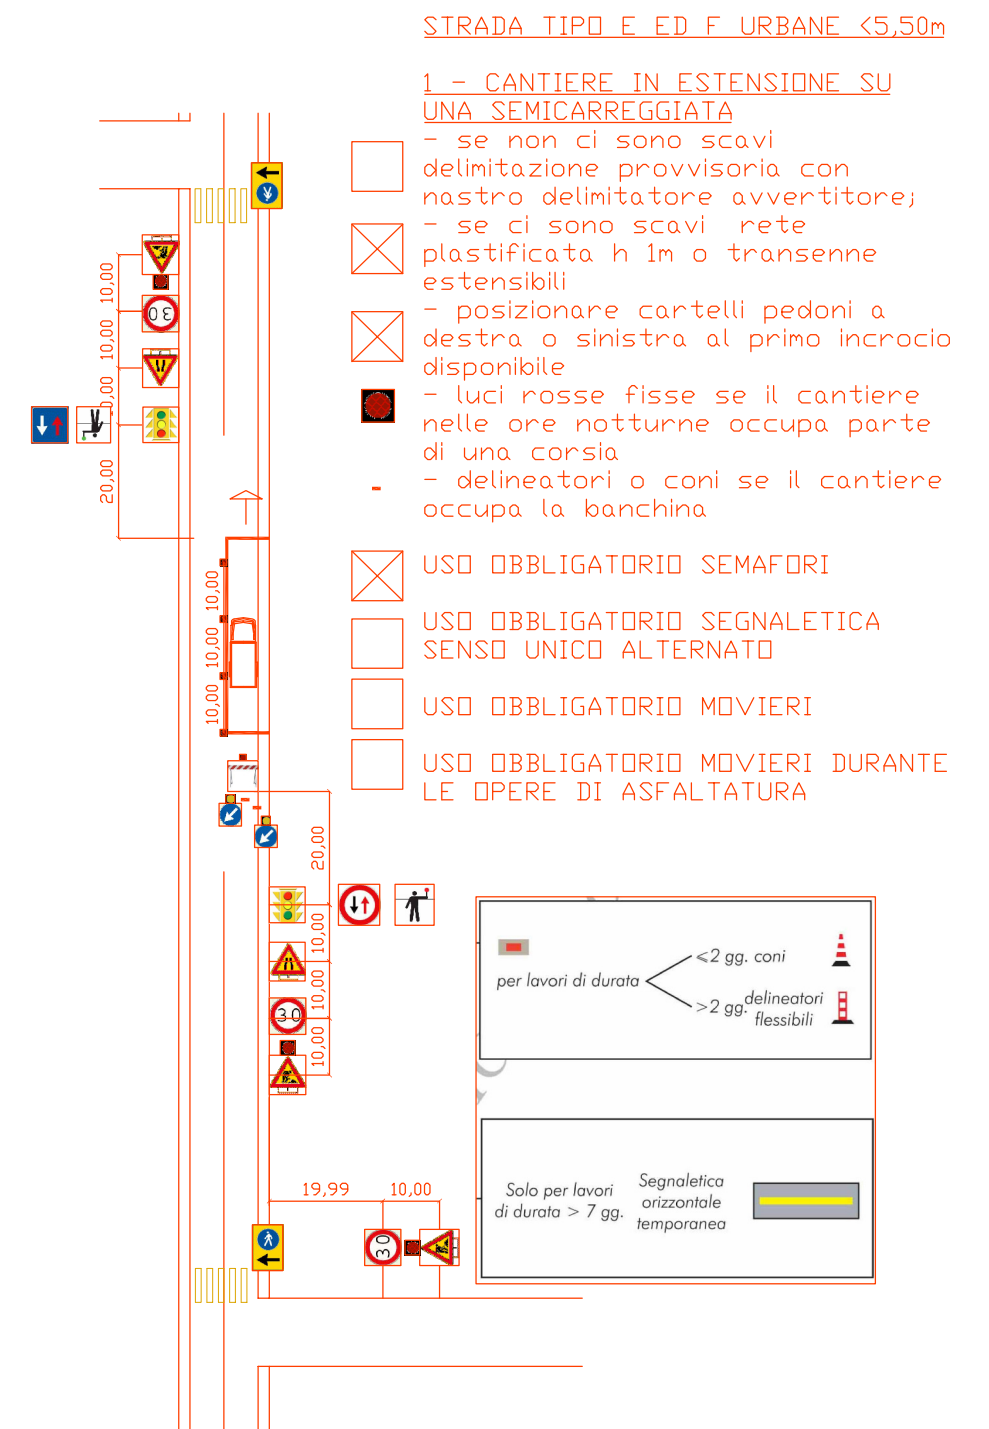 STRADA TIPO E ED F URBANE <5,50m
1 - CANTIERE IN ESTENSIONE SU
UNA SEMICARREGGIATA
- se non ci sono scavi
delimitazione provvisoria con
nastro delimitatore avvertitore;
- se ci sono scavi rete
plastificata h 1m o transenne
estensibili
- posizionare cartelli pedoni a
destra o sinistra al primo incrocio
disponibile
- luci rosse fisse se il cantiere
nelle ore notturne occupa parte
di una corsia
- delineatori o coni se il cantiere
occupa la banchina
USO OBBLIGATORIO SEMAFORI
USO OBBLIGATORIO SEGNALETICA
SENSO UNICO ALTERNATO
USO OBBLIGATORIO MOVIERI
USO OBBLIGATORIO MOVIERI DURANTE
LE OPERE DI ASFALTATURA
10,00
30
10,00
10,00
20,00
10,00
10,00
10,00
20,00
10,00
10,00
30
10,00
19,99
10,00
30
per lavori di durata
⩽2 gg. coni
>2 gg.
delineatori
flessibili
Solo per lavori
di durata > 7 gg.
Segnaletica
orizzontale
temporanea